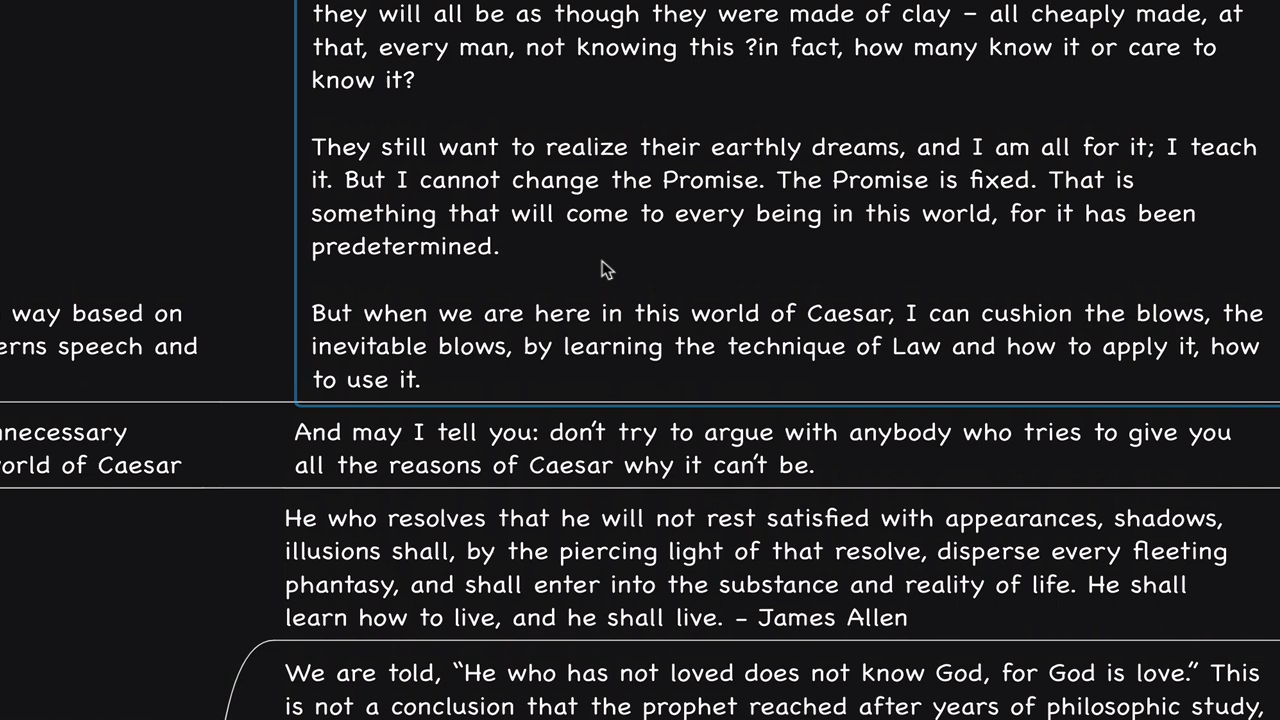 they will all be as though they were made of clay – all cheaply made, at
that, every man, not knowing this ?in fact, how many know it or care to
know it?
They still want to realize their earthly dreams, and I am all for it; I teach
it. But I cannot change the Promise. The Promise is fixed. That is
something that will come to every being in this world, for it has been
predetermined.
way based on
erns speech and
But when we are here in this world of Caesar, I can cushion the blows, the
inevitable blows, by learning the technique of Law and how to apply it, how
to use it.
nnecessary
orld of Caesar
And may I tell you: don't try to argue with anybody who tries to give you
all the reasons of Caesar why it can't be.
He who resolves that he will not rest satisfied with appearances, shadows,
illusions shall, by the piercing light of that resolve, disperse every fleeting
phantasy, and shall enter into the substance and reality of life. He shall
learn how to live, and he shall live. – James Allen
We are told, “He who has not loved does not know God, for God is love.” This
is not a conclusion that the prophet reached after years of philosophic study,